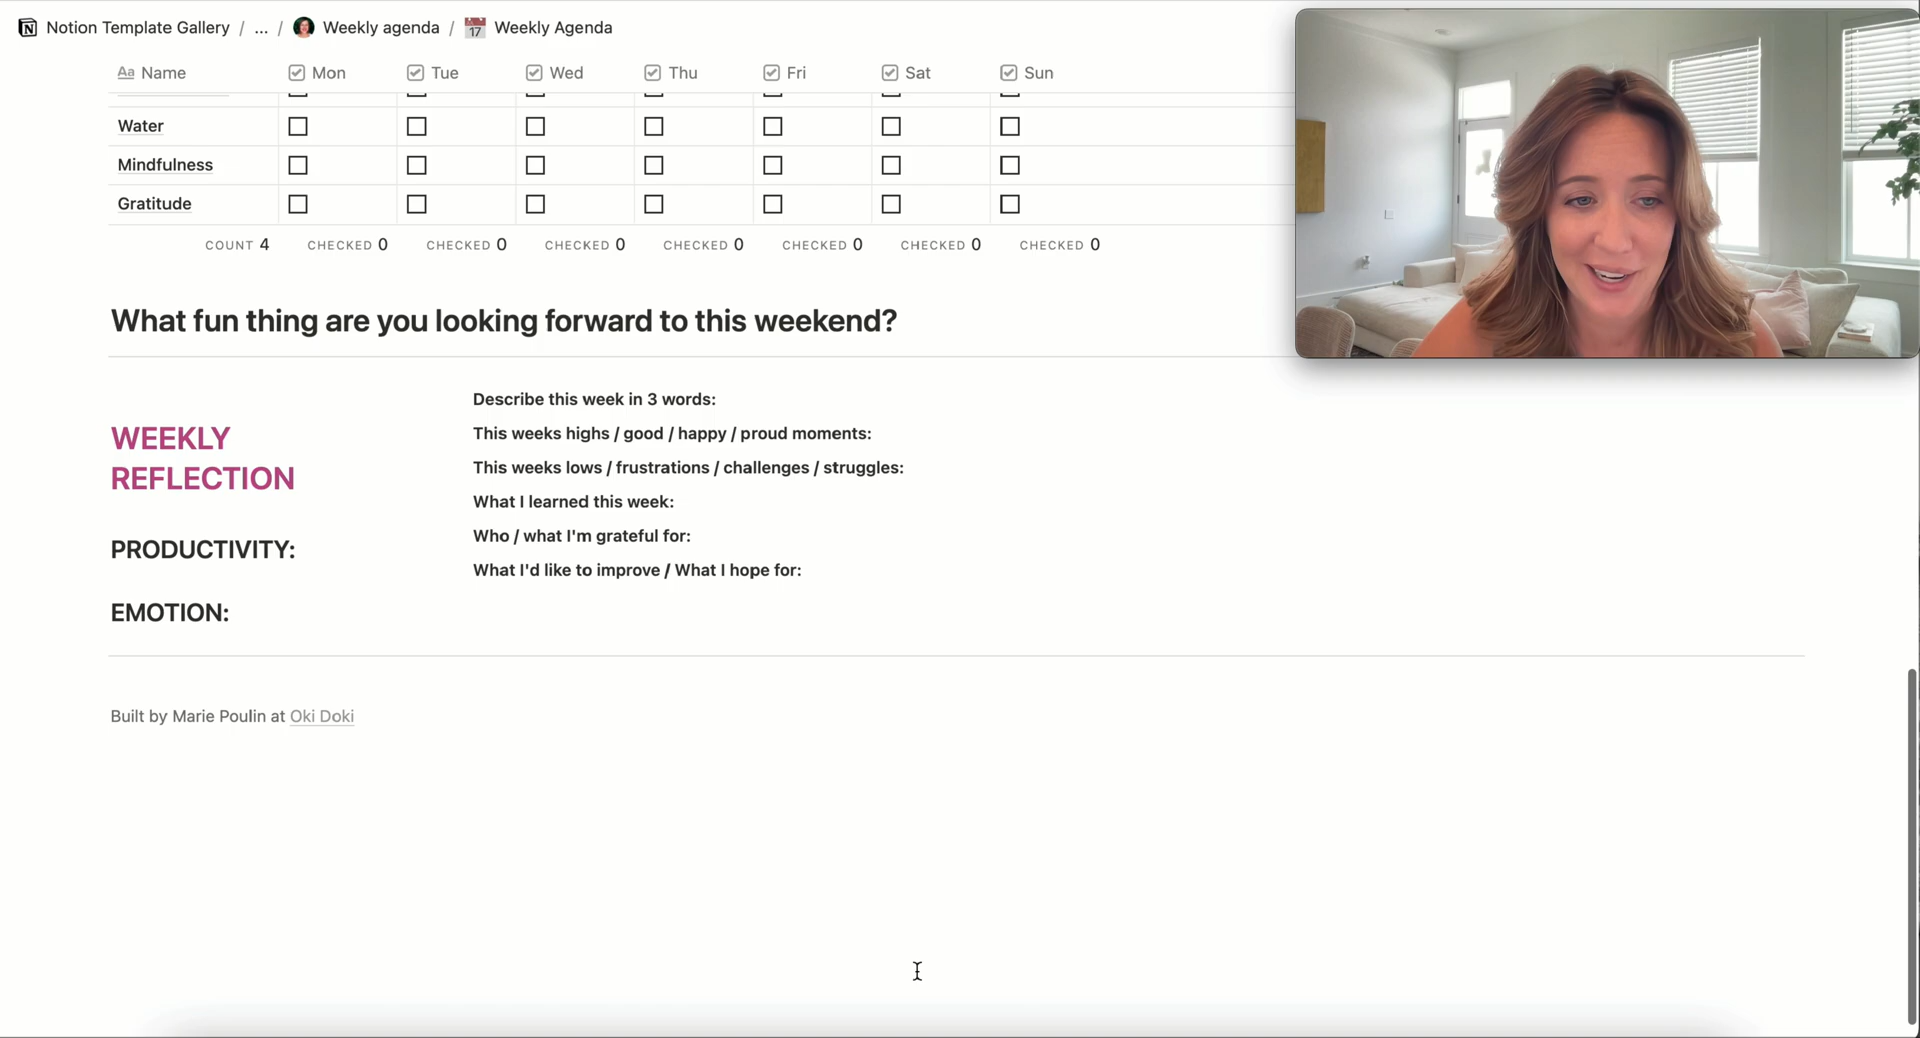 Notion Template Gallery / ... / Weekly agenda / 17 Weekly Agenda
Aa Name Mon Tue Wed Thu Fri Sat Sun
Water
Mindfulness
Gratitude
COUNT 4 CHECKED 0 CHECKED 0 CHECKED 0 CHECKED 0 CHECKED 0 CHECKED 0 CHECKED 0
What fun thing are you looking forward to this weekend?
WEEKLY
REFLECTION
PRODUCTIVITY:
EMOTION:
Describe this week in 3 words:
This weeks highs / good / happy / proud moments:
This weeks lows / frustrations / challenges / struggles:
What I learned this week:
Who / what I'm grateful for:
What I'd like to improve / What I hope for:
Built by Marie Poulin at Oki Doki